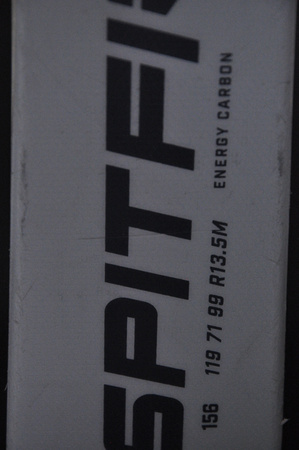 SPITFI
ENERGY CARBON
156 119 71 99 R13.5M